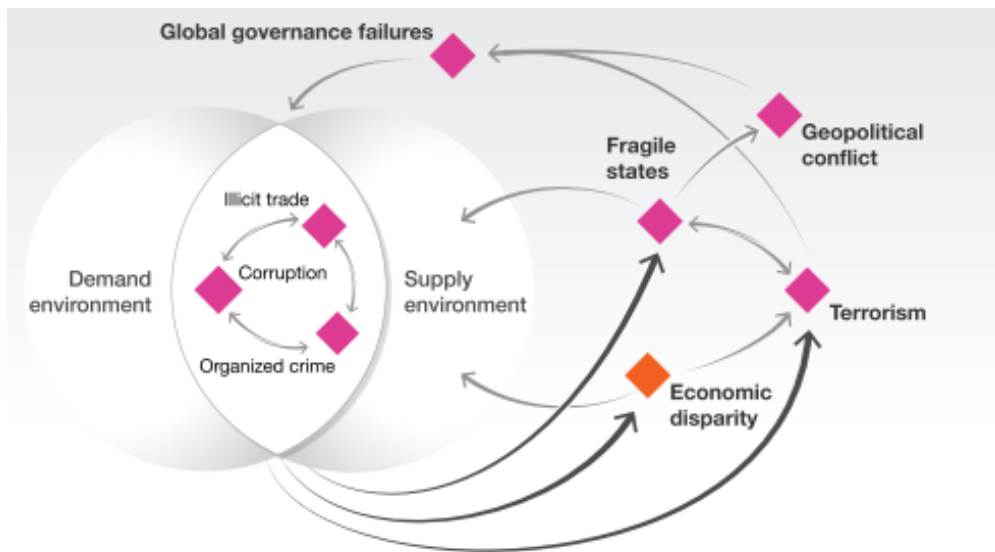 Global governance failures
Geopolitical
conflict
Fragile
states
Illicit trade
Demand
environment
Corruption
Supply
environment
Terrorism
Organized crime
Economic
disparity